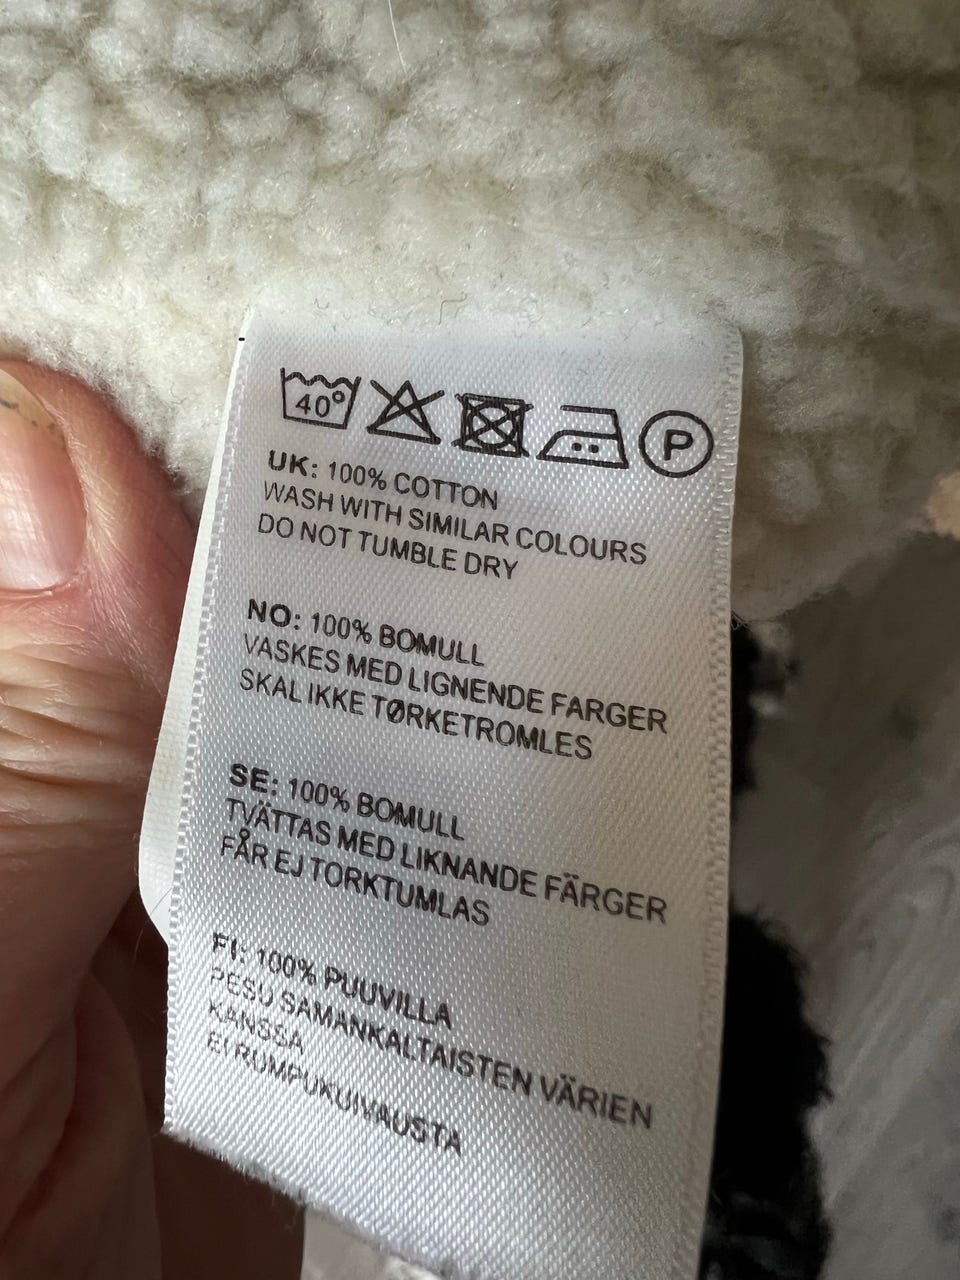 40°
P
UK: 100% COTTON
WASH WITH SIMILAR COLOURS
DO NOT TUMBLE DRY
NO: 100% BOMULL
VASKES MED LIGNENDE FARGER
SKAL IKKE TØRKETROMLES
SE: 100% BOMULL
TVÄTTAS MED LIKNANDE FÄRGER
FÅR EJ TORKTUMLAS
FI: 100% PUUVILLA
PESU SAMANKALTAISTEN VÄRIEN
KANSSA
EI RUMPUKUIVAUSTA